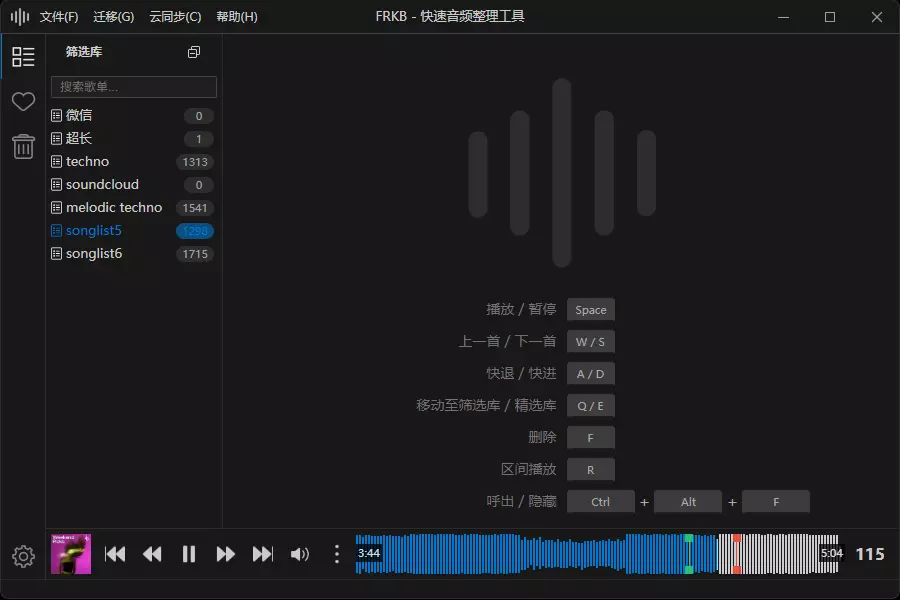 文件(F) 迁移(G) 云同步(C) 帮助(H) FRKB - 快速音频整理工具
筛选库
搜索歌单...
微信 0
超长 1
techno 1313
soundcloud 0
melodic techno 1541
songlist5 1298
songlist6 1715
播放 / 暂停 Space
上一首 / 下一首 W / S
快退 / 快进 A / D
移动至筛选库 / 精选库 Q / E
删除 F
区间播放 R
呼出 / 隐藏 Ctrl + Alt + F
Weekend
Picks
3:44 5:04 115